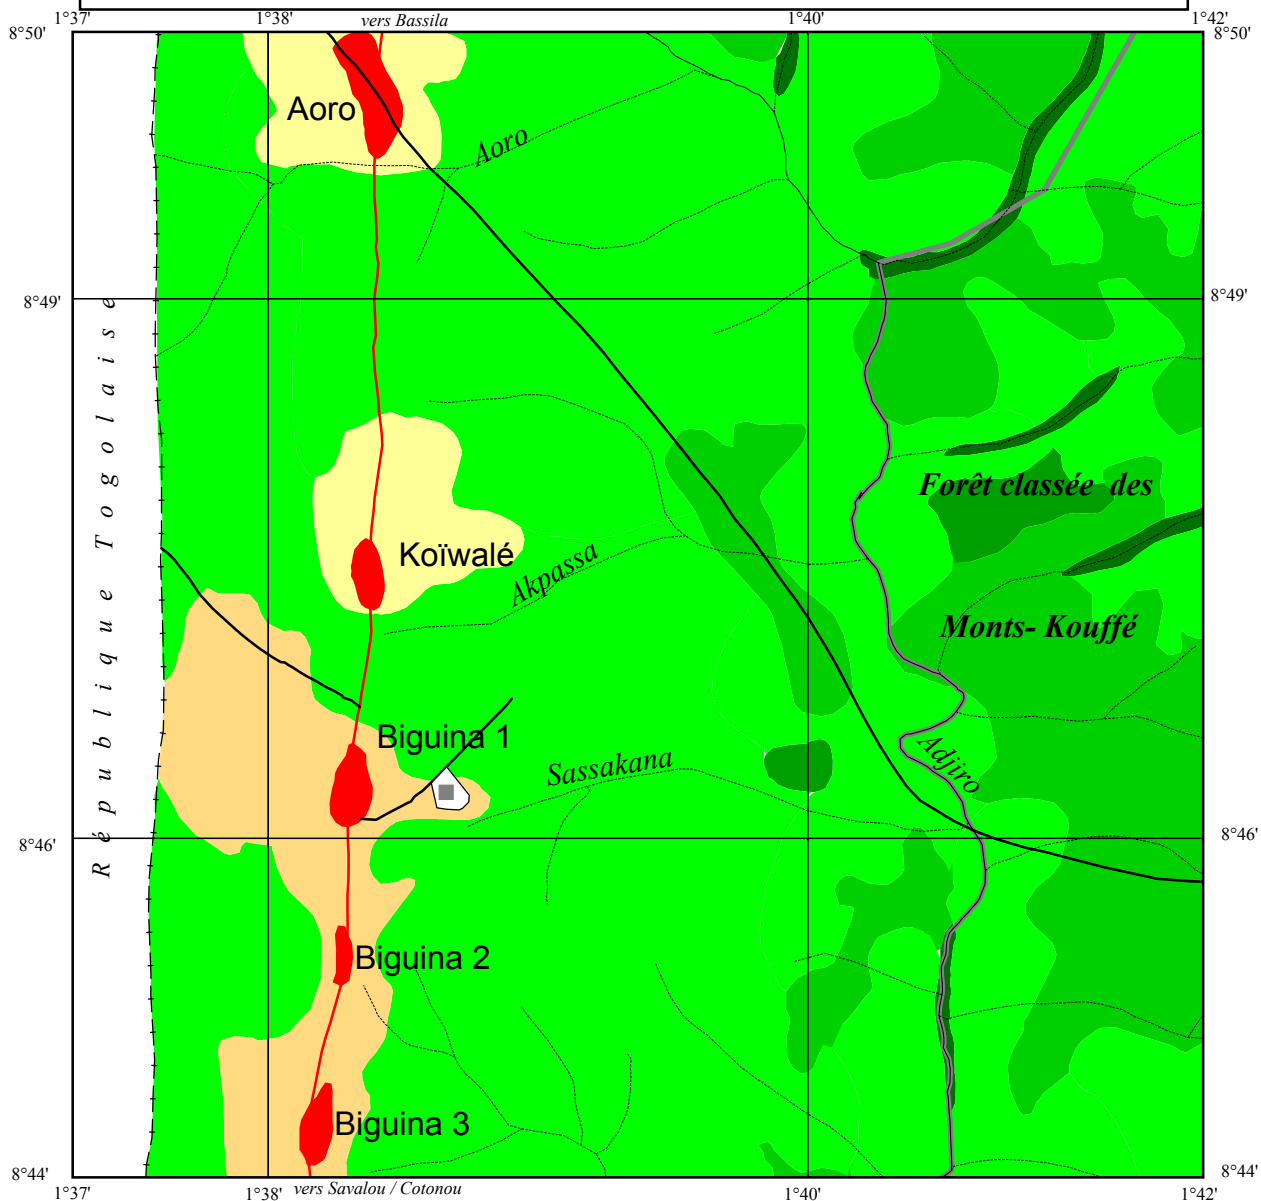 1°37' 1°38' vers Bassila 1°40' 1°42'
8°50' 8°50'
Aoro
Aoro
8°49' 8°49'
République Togolaise
Forêt classée des
Koïwalé
Akpassa
Monts- Kouffé
Biguina 1
Sassakana
Adjiro
8°46' 8°46'
Biguina 2
Biguina 3
8°44' 8°44'
1°37' 1°38' vers Savalou / Cotonou 1°40' 1°42'